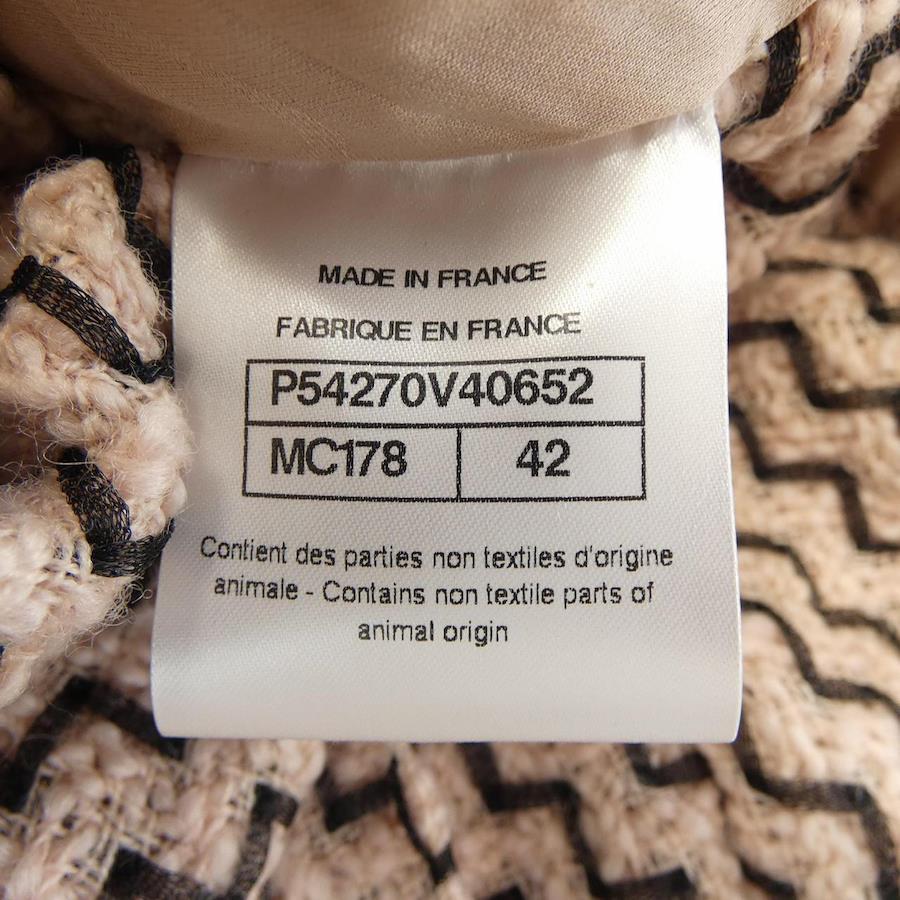 MADE IN FRANCE
FABRIQUE EN FRANCE
P54270V40652
MC178 42
Contient des parties non textiles d'origine
animale - Contains non textile parts of
animal origin